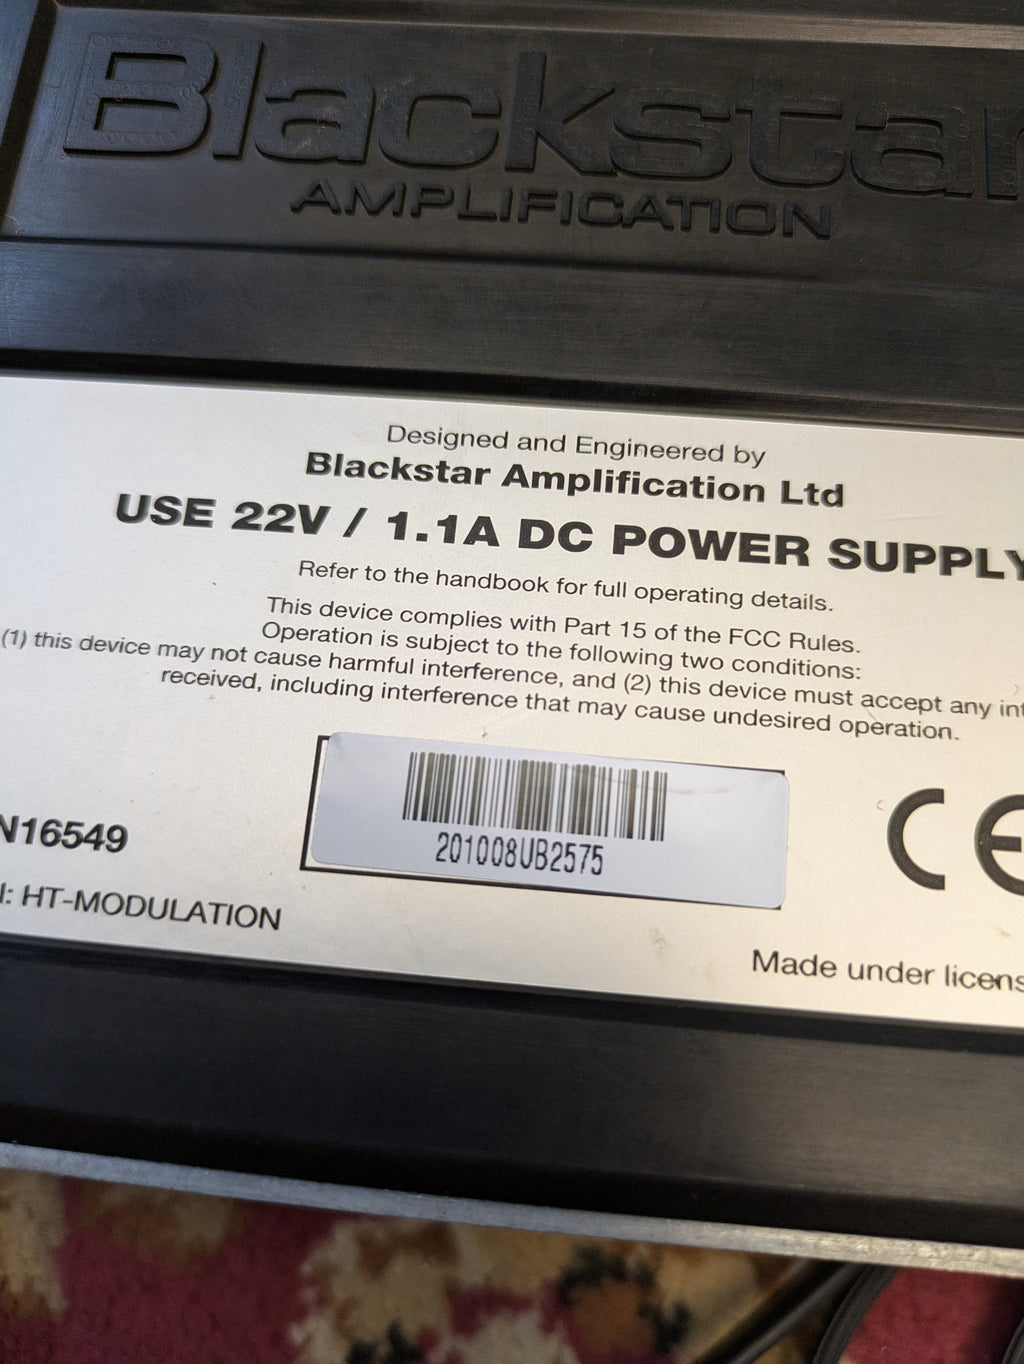 Blackstar
AMPLIFICATION
Designed and Engineered by
Blackstar Amplification Ltd
USE 22V / 1.1A DC POWER SUPPLY
Refer to the handbook for full operating details.
This device complies with Part 15 of the FCC Rules.
Operation is subject to the following two conditions:
(1) this device may not cause harmful interference, and (2) this device must accept any int
received, including interference that may cause undesired operation.
201008UB2575
CE
N16549
: HT-MODULATION
Made under licens